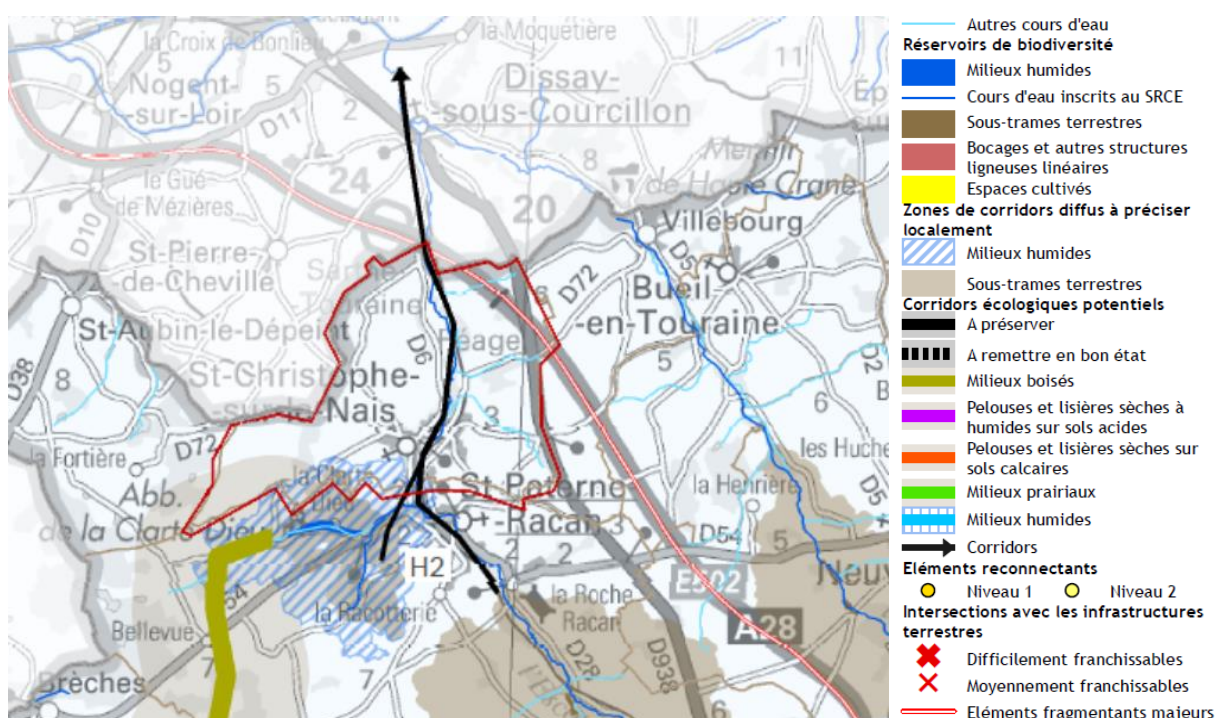 la Croix de Bonlieu
la Moquetière
5
11
Nogent-
-sur-Loir
5
2
Dissay-
-sous-Courcillon
D11
8
le Gué
de Mézières
24
20
D10
Villebourg
St-Pierre-
-de-Cheville
D5
D72
Bueil
-en-Touraine
St-Aubin-le-Dépeint
D6
Péage
6
D38
8
5
D2
St-Christophe-
-sur-le-Nais
3
6
la Fortière
D72
les Huche
Abb.
de la Clarté Dieu
St-Paterne-
-Racan
la Henrière
D5
3
D54
5
2
2
H2
E502
Neu
la Racotterie
la Roche
Racan
54
Bellevue
A28
7
7
D28
D938
Brèches
6
Autres cours d'eau
Réservoirs de biodiversité
Milieux humides
Cours d'eau inscrits au SRCE
Sous-trames terrestres
Bocages et autres structures
ligneuses linéaires
Espaces cultivés
Zones de corridors diffus à préciser
localement
Milieux humides
Sous-trames terrestres
Corridors écologiques potentiels
A préserver
A remettre en bon état
Milieux boisés
Pelouses et lisières sèches à
humides sur sols acides
Pelouses et lisières sèches sur
sols calcaires
Milieux prairiaux
Milieux humides
Corridors
Eléments reconnectants
Niveau 1 Niveau 2
Intersections avec les infrastructures
terrestres
Difficilement franchissables
Moyennement franchissables
Eléments fragmentants majeurs